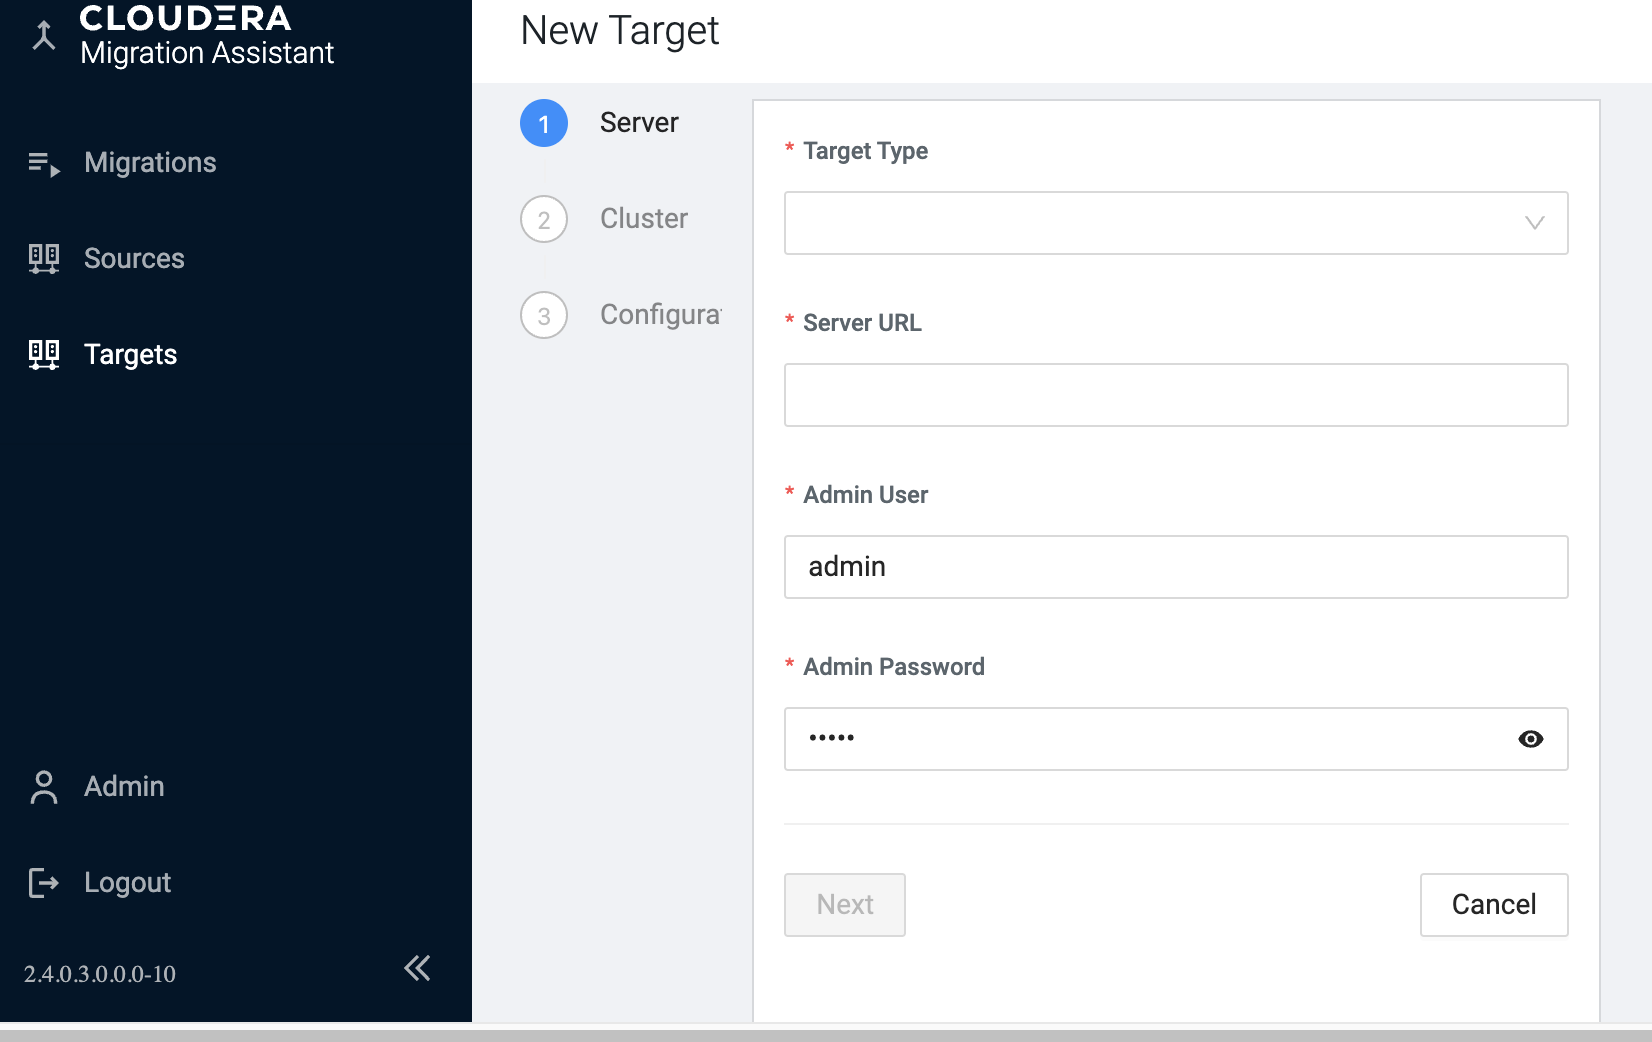 CLOUDERA
Migration Assistant
Migrations
Sources
Targets
Admin
Logout
2.4.0.3.0.0.0-10
New Target
1 Server
2 Cluster
3 Configurat
* Target Type
* Server URL
* Admin User
admin
* Admin Password
•••••
Next
Cancel